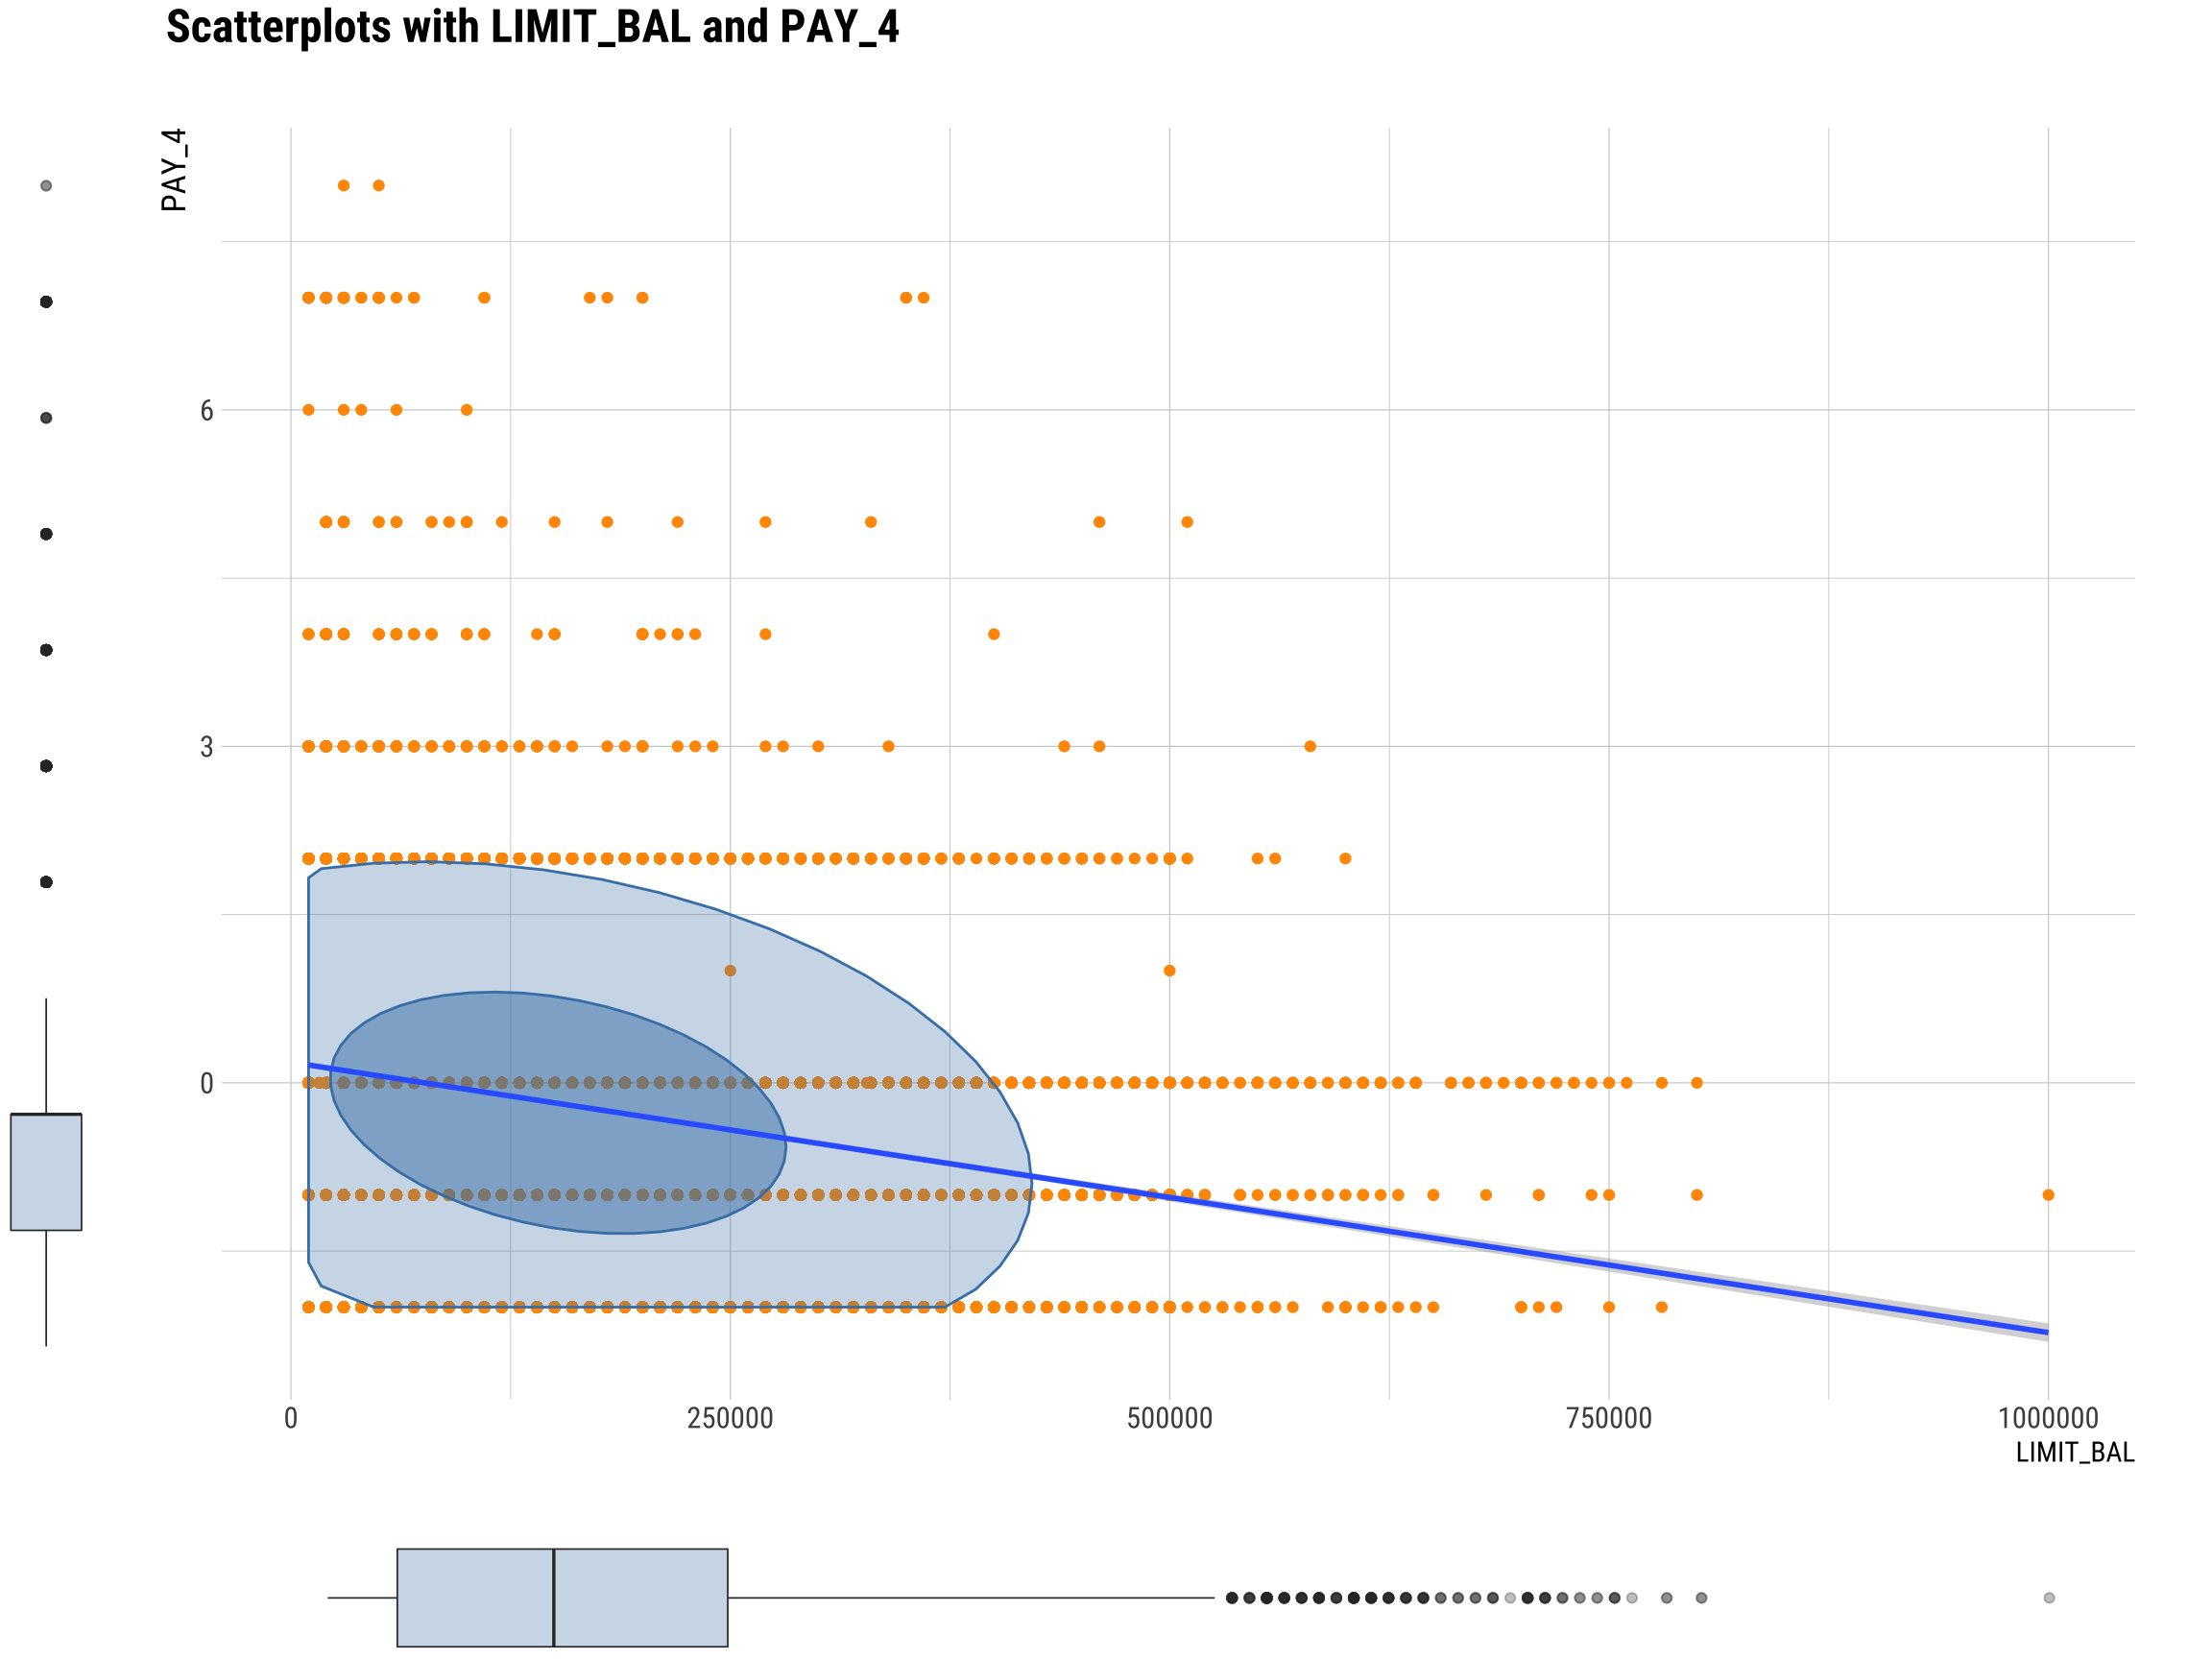 Scatterplots with LIMIT_BAL and PAY_4
PAY_4
6
3
0
0 250000 500000 750000 1000000
LIMIT_BAL